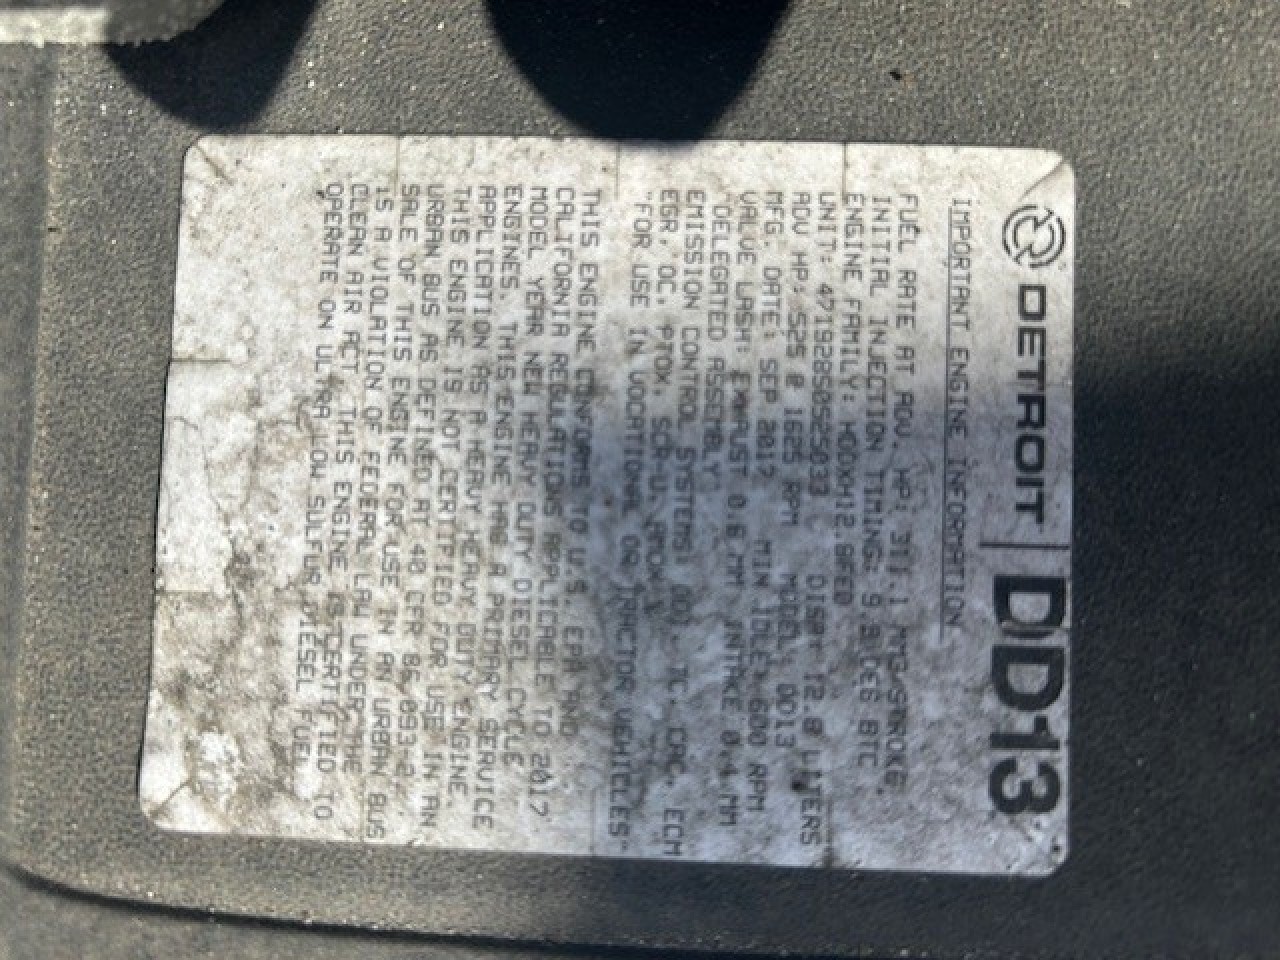 DETROIT DD13
IMPORTANT ENGINE INFORMATION
FUEL RATE AT ADV. HP: 311.1 MM3/STROKE
INITIAL INJECTION TIMING: 9.8 DEG BTC
ENGINE FAMILY: HDDXH12.8FED
UNIT: 471928S0525033 DISP: 12.8 LITERS
ADV HP: 525 @ 1625 RPM MODEL: DD13
MFG. DATE: SEP 2017 MIN IDLE: 600 RPM
VALVE LASH: EXHAUST 0.6 MM INTAKE 0.4 MM
"DELEGATED ASSEMBLY"
EMISSION CONTROL SYSTEMS: DDI, TC, CAC, ECM
EGR, OC, PTOX, SCR-U, AMOX
"FOR USE IN VOCATIONAL OR TRACTOR VEHICLES"
THIS ENGINE CONFORMS TO U.S. EPA AND
CALIFORNIA REGULATIONS APPLICABLE TO 2017
MODEL YEAR NEW HEAVY DUTY DIESEL CYCLE
ENGINES. THIS ENGINE HAS A PRIMARY SERVICE
APPLICATION AS A HEAVY HEAVY DUTY ENGINE.
THIS ENGINE IS NOT CERTIFIED FOR USE IN AN
URBAN BUS AS DEFINED AT 40 CFR 86.093-2.
SALE OF THIS ENGINE FOR USE IN AN URBAN BUS
IS A VIOLATION OF FEDERAL LAW UNDER THE
CLEAN AIR ACT. THIS ENGINE IS CERTIFIED TO
OPERATE ON ULTRA LOW SULFUR DIESEL FUEL